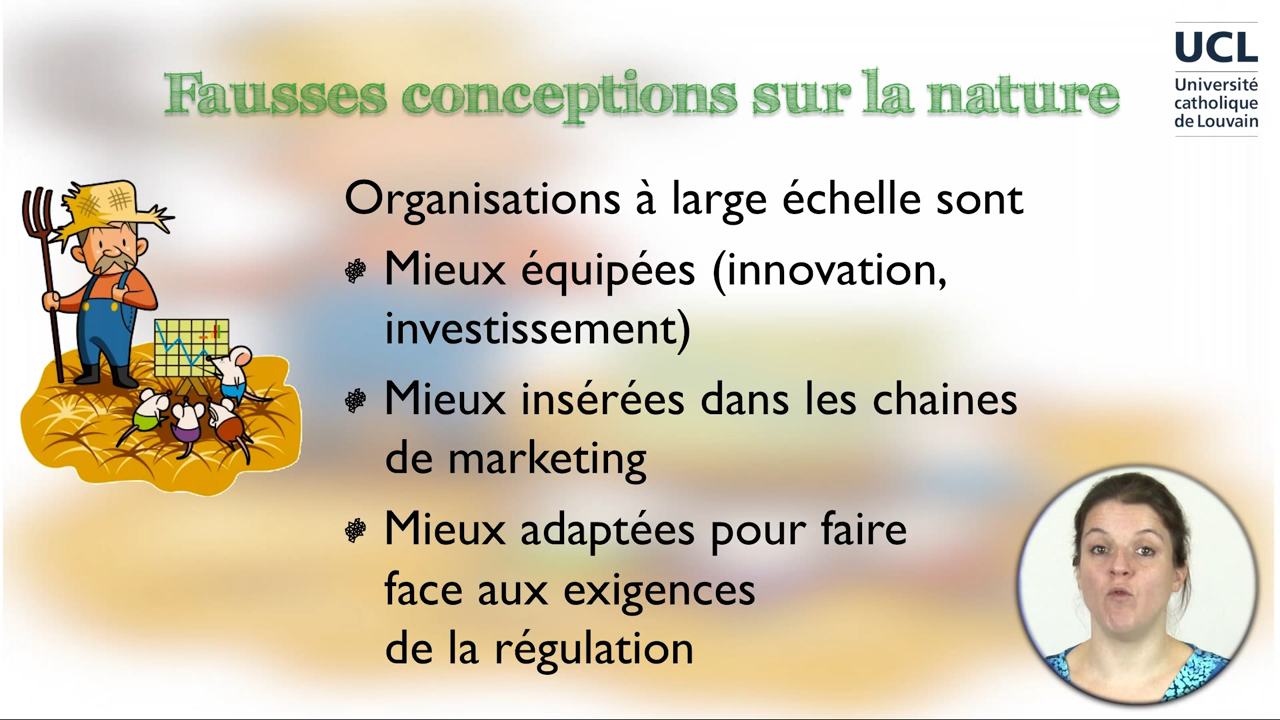 Fausses conceptions sur la nature
UCL
Université
catholique
de Louvain
Organisations à large échelle sont
Mieux équipées (innovation,
investissement)
Mieux insérées dans les chaines
de marketing
Mieux adaptées pour faire
face aux exigences
de la régulation